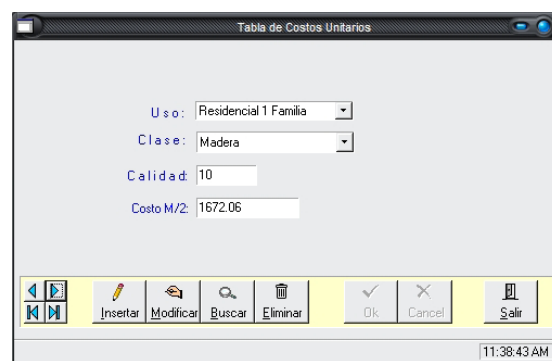 Tabla de Costos Unitarios
Uso: Residencial 1 Familia
Clase: Madera
Calidad: 10
Costo M/2: 1672.06
Insertar Modificar Buscar Eliminar Ok Cancel Salir
11:38:43 AM